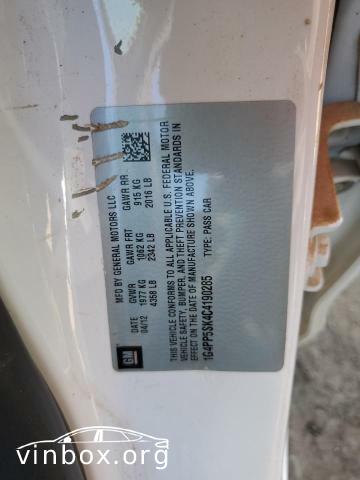 MFD BY GENERAL MOTORS LLC
DATE GVWR GAWR FRT GAWR RR
04/12 1977 KG 1062 KG 915 KG
4358 LB 2342 LB 2016 LB
THIS VEHICLE CONFORMS TO ALL APPLICABLE U.S. FEDERAL MOTOR
VEHICLE SAFETY, BUMPER, AND THEFT PREVENTION STANDARDS IN
EFFECT ON THE DATE OF MANUFACTURE SHOWN ABOVE.
1G4PP5SK4C4190285 TYPE: PASS CAR
GM
vinbox.org